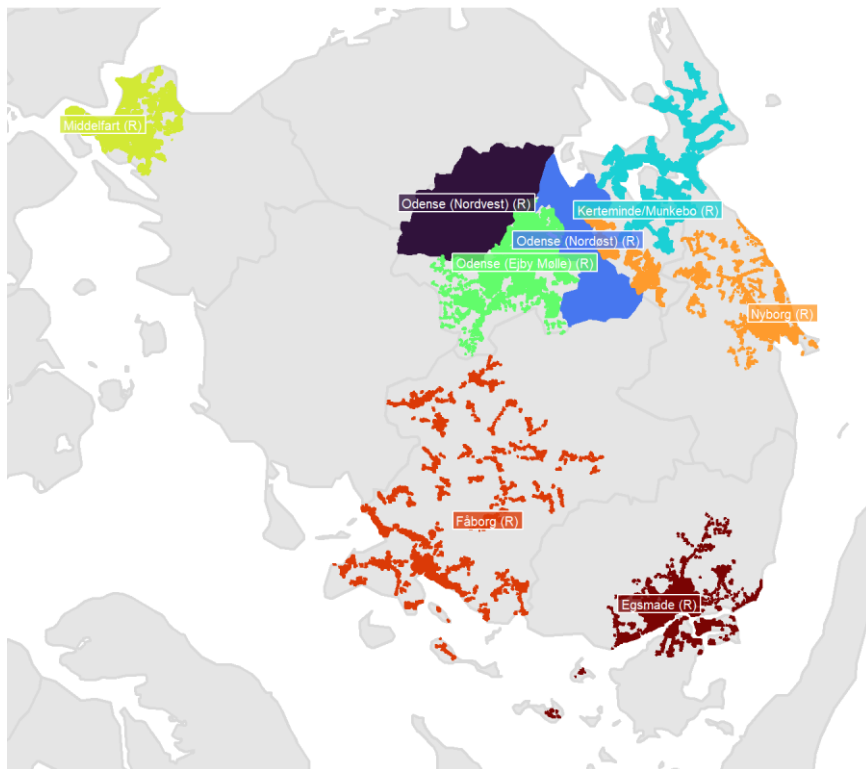 Middelfart (R)
Odense (Nordvest) (R)
Kerteminde/Munkebo (R)
Odense (Nordøst) (R)
Odense (Ejby Mølle) (R)
Nyborg (R)
Fåborg (R)
Egsmade (R)